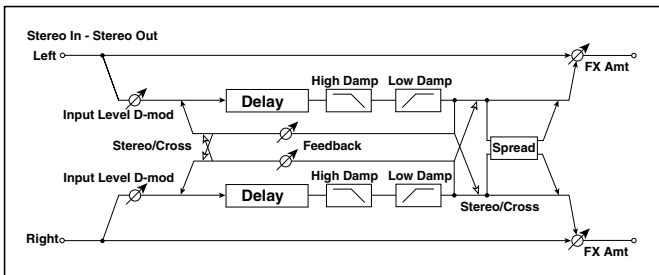 Stereo In - Stereo Out
Left
FX Amt
High Damp
Low Damp
Delay
Input Level D-mod
Stereo/Cross
Feedback
Spread
Input Level D-mod
High Damp
Low Damp
Delay
Stereo/Cross
Right
FX Amt